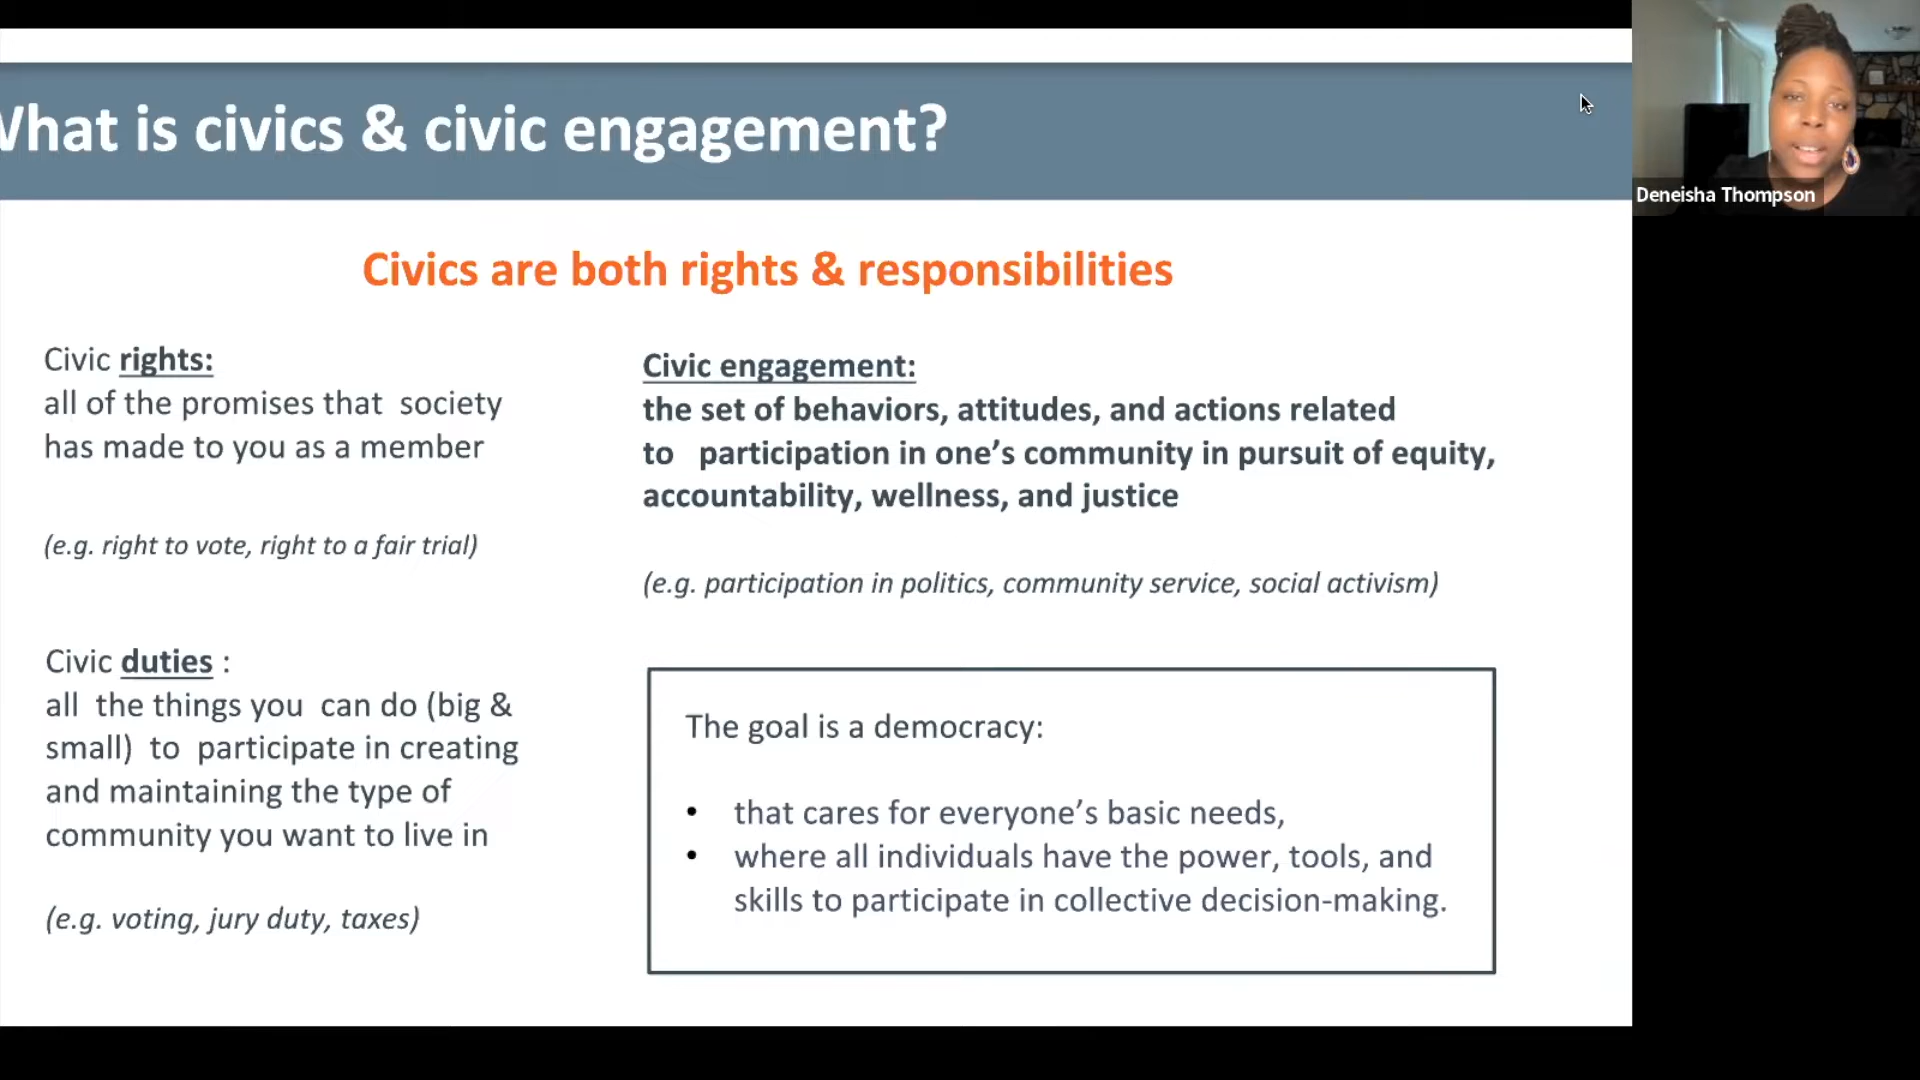 What is civics & civic engagement?
Deneisha Thompson
Civics are both rights & responsibilities
Civic rights:
all of the promises that society
has made to you as a member
(e.g. right to vote, right to a fair trial)
Civic duties :
all the things you can do (big &
small) to participate in creating
and maintaining the type of
community you want to live in
(e.g. voting, jury duty, taxes)
Civic engagement:
the set of behaviors, attitudes, and actions related
to participation in one’s community in pursuit of equity,
accountability, wellness, and justice
(e.g. participation in politics, community service, social activism)
The goal is a democracy:
• that cares for everyone’s basic needs,
• where all individuals have the power, tools, and
skills to participate in collective decision-making.